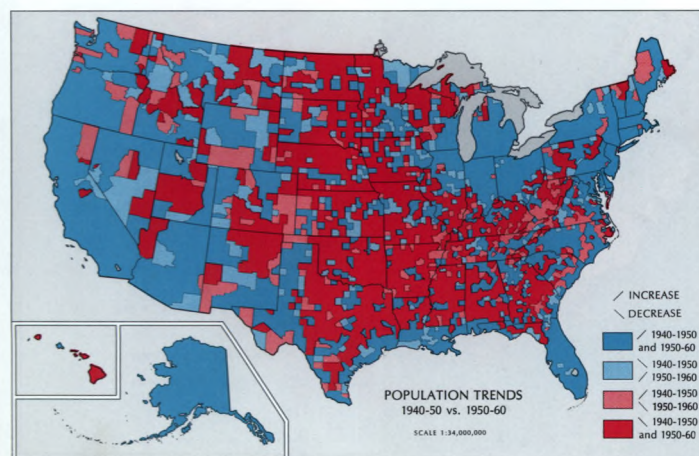 / INCREASE
\ DECREASE
/ 1940-1950
and 1950-60
\ 1940-1950
/ 1950-1960
/ 1940-1950
\ 1950-1960
\ 1940-1950
and 1950-60
POPULATION TRENDS
1940-50 vs. 1950-60
SCALE 1:34,000,000